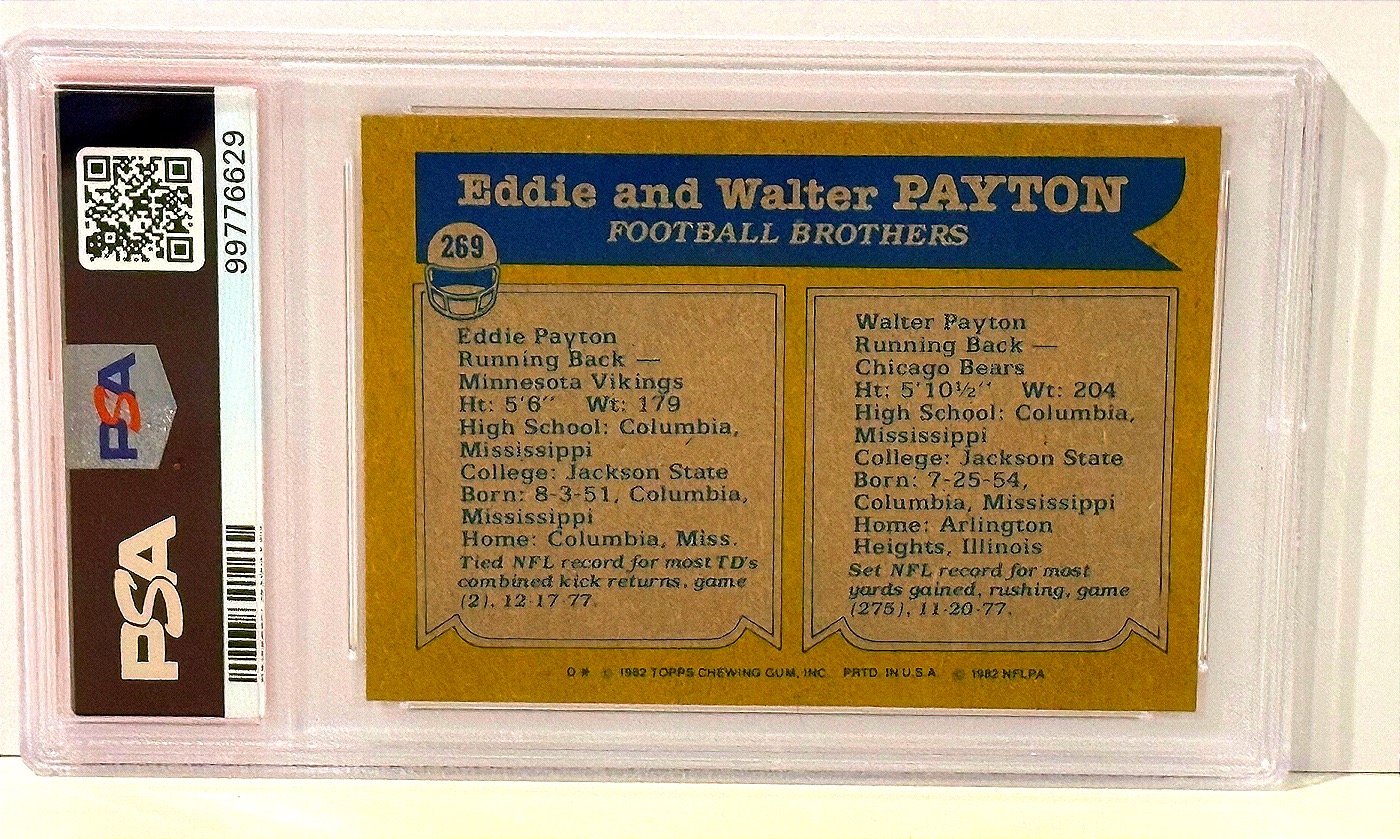 99776629
PSA
PSA
Eddie and Walter PAYTON
FOOTBALL BROTHERS
269
Eddie Payton
Running Back —
Minnesota Vikings
Ht: 5'6" Wt: 179
High School: Columbia,
Mississippi
College: Jackson State
Born: 8-3-51, Columbia,
Mississippi
Home: Columbia, Miss.
Tied NFL record for most TD's
combined kick returns, game
(2), 12-17-77.
Walter Payton
Running Back —
Chicago Bears
Ht: 5'10½" Wt: 204
High School: Columbia,
Mississippi
College: Jackson State
Born: 7-25-54,
Columbia, Mississippi
Home: Arlington
Heights, Illinois
Set NFL record for most
yards gained, rushing, game
(275), 11-20-77.
O * © 1982 TOPPS CHEWING GUM, INC. PRTD. IN U.S.A. © 1982 NFLPA